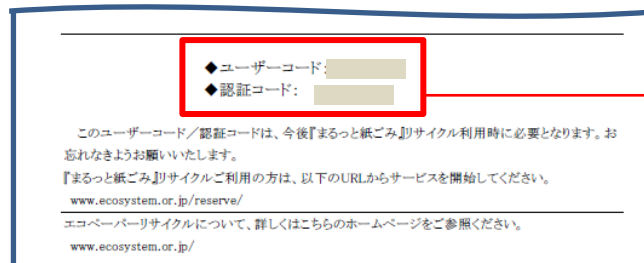 ◆ユーザーコード:
◆認証コード:
このユーザーコード／認証コードは、今後『まるっと紙ごみ』リサイクル利用時に必要となります。お
忘れなきようお願いいたします。
『まるっと紙ごみ』リサイクルご利用の方は、以下のURLからサービスを開始してください。
www.ecosystem.or.jp/reserve/
エコペーパーリサイクルについて、詳しくはこちらのホームページをご参照ください。
www.ecosystem.or.jp/